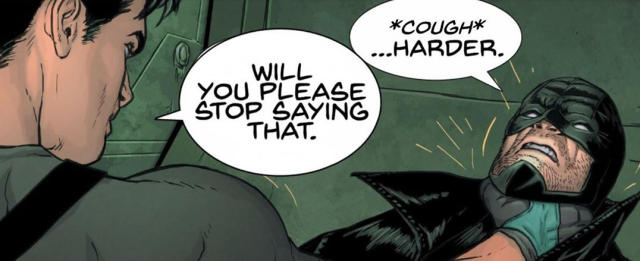 WILL
YOU PLEASE
STOP SAYING
THAT.
*COUGH*
...HARDER.